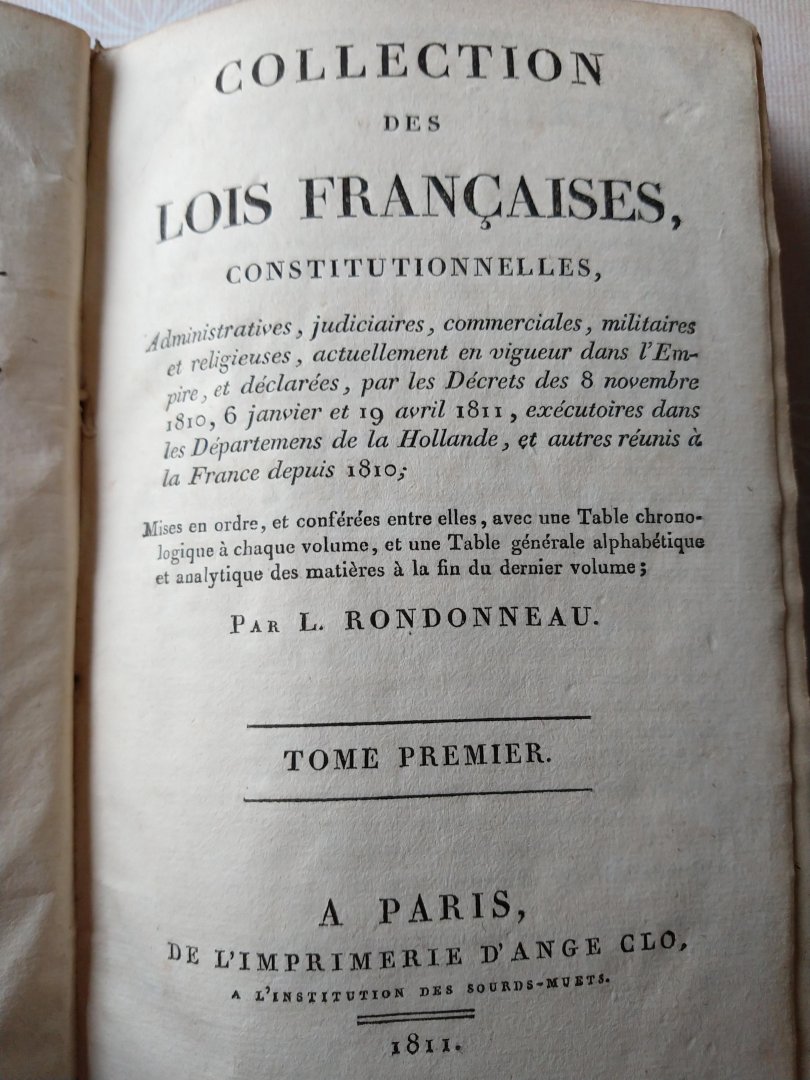 COLLECTION
DES
LOIS FRANÇAISES,
CONSTITUTIONNELLES,
Administratives, judiciaires, commerciales, militaires
et religieuses, actuellement en vigueur dans l'Em-
pire, et déclarées, par les Décrets des 8 novembre
1810, 6 janvier et 19 avril 1811, exécutoires dans
les Départemens de la Hollande, et autres réunis à
la France depuis 1810;
Mises en ordre, et conférées entre elles, avec une Table chrono-
logique à chaque volume, et une Table générale alphabétique
et analytique des matières à la fin du dernier volume;
PAR L. RONDONNEAU.
TOME PREMIER.
A PARIS,
DE L'IMPRIMERIE D'ANGE CLO,
A L'INSTITUTION DES SOURDS-MUETS.
1811.